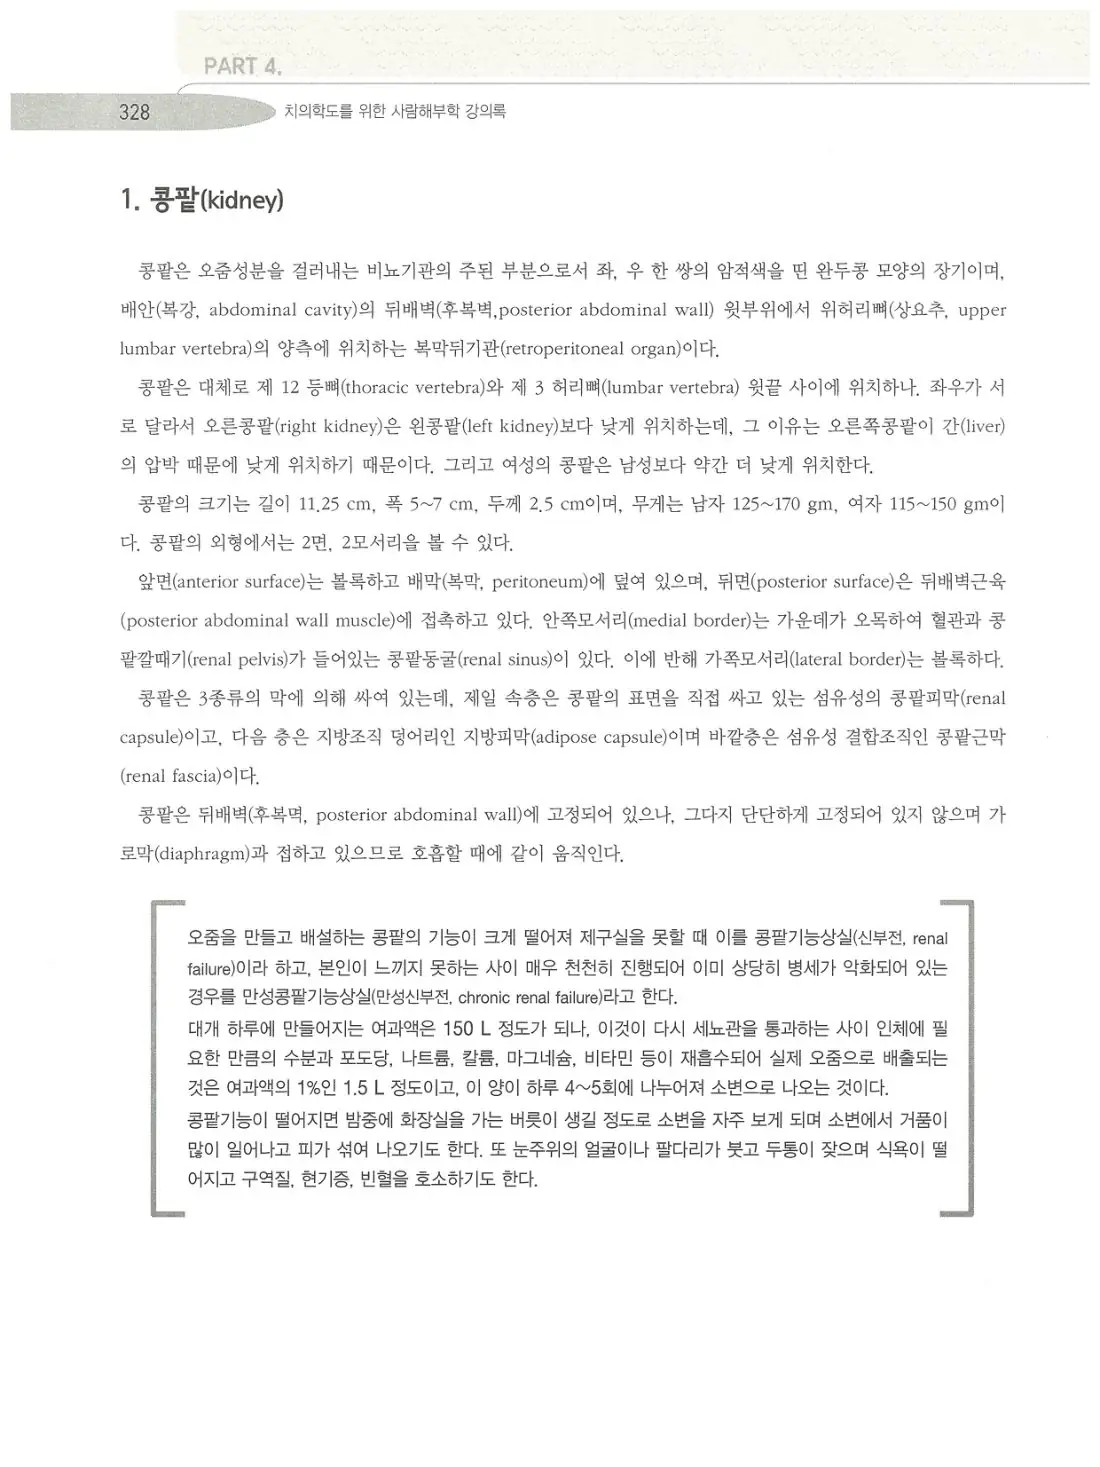 PART 4.
328
치의학도를 위한 사람해부학 강의록
1. 콩팥(kidney)
콩팥은 오줌성분을 걸러내는 비뇨기관의 주된 부분으로서 좌, 우 한 쌍의 암적색을 띤 완두콩 모양의 장기이며,
배안(복강, abdominal cavity)의 뒤배벽(후복벽,posterior abdominal wall) 윗부위에서 위허리뼈(상요추, upper
lumbar vertebra)의 양측에 위치하는 복막뒤기관(retroperitoneal organ)이다.
콩팥은 대체로 제 12 등뼈(thoracic vertebra)와 제 3 허리뼈(lumbar vertebra) 윗끝 사이에 위치하나. 좌우가 서
로 달라서 오른콩팥(right kidney)은 왼콩팥(left kidney)보다 낮게 위치하는데, 그 이유는 오른쪽콩팥이 간(liver)
의 압박 때문에 낮게 위치하기 때문이다. 그리고 여성의 콩팥은 남성보다 약간 더 낮게 위치한다.
콩팥의 크기는 길이 11.25 cm, 폭 5~7 cm, 두께 2.5 cm이며, 무게는 남자 125~170 gm, 여자 115~150 gm이
다. 콩팥의 외형에서는 2면, 2모서리을 볼 수 있다.
앞면(anterior surface)는 볼록하고 배막(복막, peritoneum)에 덮여 있으며, 뒤면(posterior surface)은 뒤배벽근육
(posterior abdominal wall muscle)에 접촉하고 있다. 안쪽모서리(medial border)는 가운데가 오목하여 혈관과 콩
팥깔때기(renal pelvis)가 들어있는 콩팥동굴(renal sinus)이 있다. 이에 반해 가쪽모서리(lateral border)는 볼록하다.
콩팥은 3종류의 막에 의해 싸여 있는데, 제일 속층은 콩팥의 표면을 직접 싸고 있는 섬유성의 콩팥피막(renal
capsule)이고, 다음 층은 지방조직 덩어리인 지방피막(adipose capsule)이며 바깥층은 섬유성 결합조직인 콩팥근막
(renal fascia)이다.
콩팥은 뒤배벽(후복멱, posterior abdominal wall)에 고정되어 있으나, 그다지 단단하게 고정되어 있지 않으며 가
로막(diaphragm)과 접하고 있으므로 호흡할 때에 같이 움직인다.
오줌을 만들고 배설하는 콩팥의 기능이 크게 떨어져 제구실을 못할 때 이를 콩팥기능상실(신부전, renal
failure)이라 하고, 본인이 느끼지 못하는 사이 매우 천천히 진행되어 이미 상당히 병세가 악화되어 있는
경우를 만성콩팥기능상실(만성신부전, chronic renal failure)라고 한다.
대개 하루에 만들어지는 여과액은 150 L 정도가 되나, 이것이 다시 세뇨관을 통과하는 사이 인체에 필
요한 만큼의 수분과 포도당, 나트륨, 칼륨, 마그네슘, 비타민 등이 재흡수되어 실제 오줌으로 배출되는
것은 여과액의 1%인 1.5 L 정도이고, 이 양이 하루 4~5회에 나누어져 소변으로 나오는 것이다.
콩팥기능이 떨어지면 밤중에 화장실을 가는 버릇이 생길 정도로 소변을 자주 보게 되며 소변에서 거품이
많이 일어나고 피가 섞여 나오기도 한다. 또 눈주위의 얼굴이나 팔다리가 붓고 두통이 잦으며 식욕이 떨
어지고 구역질, 현기증, 빈혈을 호소하기도 한다.